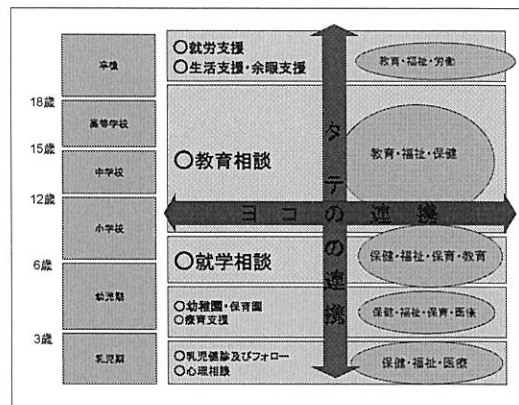 卒後
○就労支援
○生活支援・余暇支援
教育・福祉・労働
18歳
高等学校
15歳
中学校
○教育相談
教育・福祉・保健
12歳
ヨコの連携
タテの連携
小学校
○就学相談
保健・福祉・保育・教育
6歳
幼児期
○幼稚園・保育園
○療育支援
保健・福祉・保育・医療
3歳
乳児期
○乳児健診及びフォロー
○心理相談
保健・福祉・医療